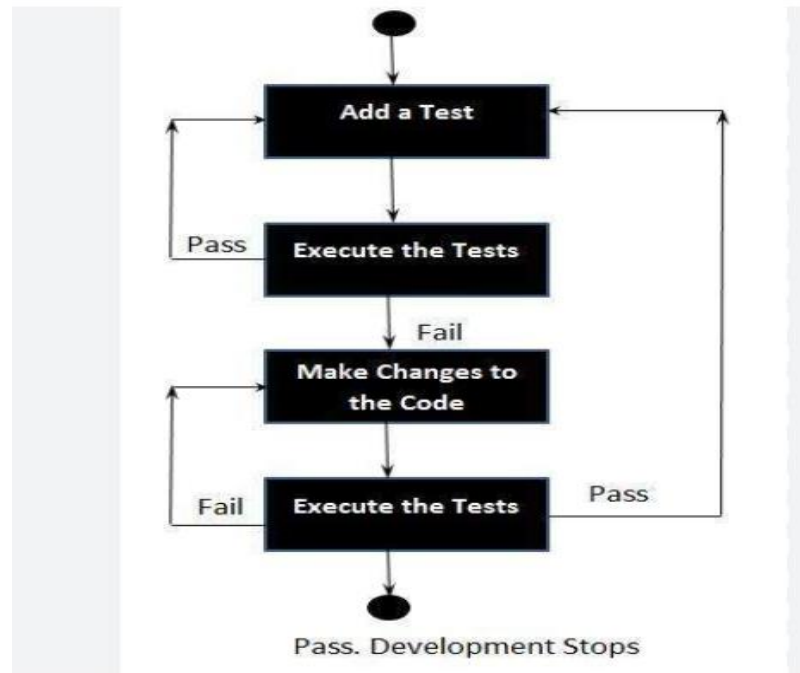 Add a Test
Pass
Execute the Tests
Fail
Make Changes to
the Code
Fail
Execute the Tests
Pass
Pass. Development Stops